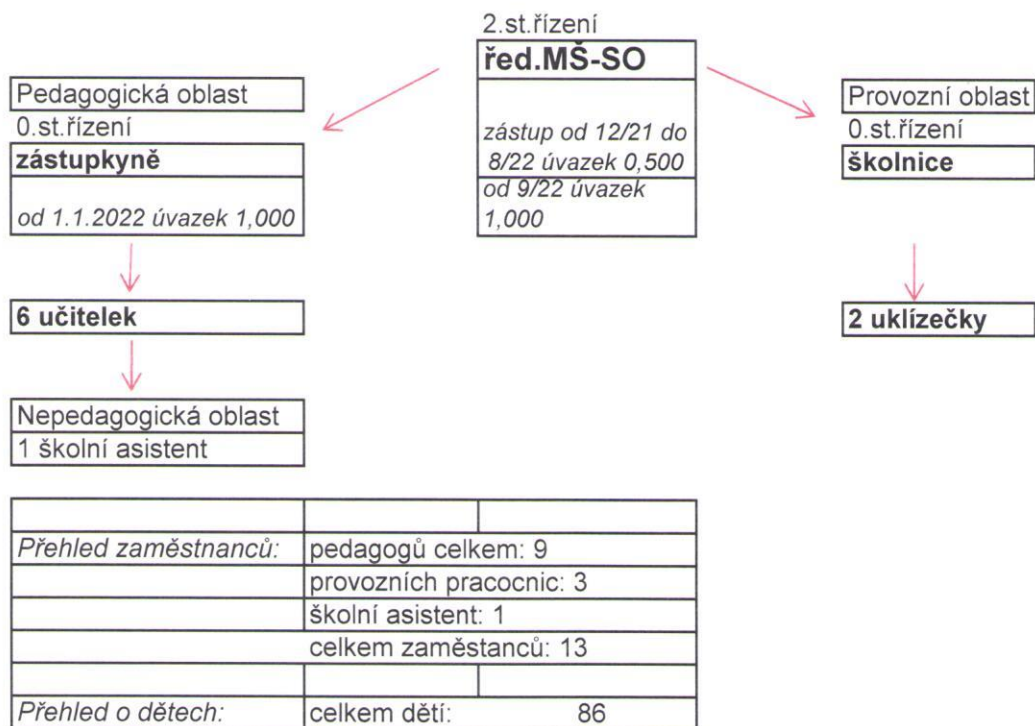 2.st.řízení
řed.MŠ-SO
zástup od 12/21 do
8/22 úvazek 0,500
od 9/22 úvazek
1,000
Pedagogická oblast
0.st.řízení
zástupkyně
od 1.1.2022 úvazek 1,000
6 učitelek
Nepedagogická oblast
1 školní asistent
Provozní oblast
0.st.řízení
školnice
2 uklízečky
Přehled zaměstnanců: pedagogů celkem: 9
provozních pracocnic: 3
školní asistent: 1
celkem zaměstanců: 13
Přehled o dětech: celkem dětí: 86